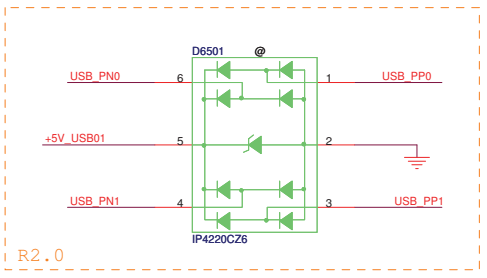 D6501 @
USB_PN0 6 1 USB_PP0
+5V_USB01 5 2
USB_PN1 4 3 USB_PP1
IP4220CZ6
R2.0